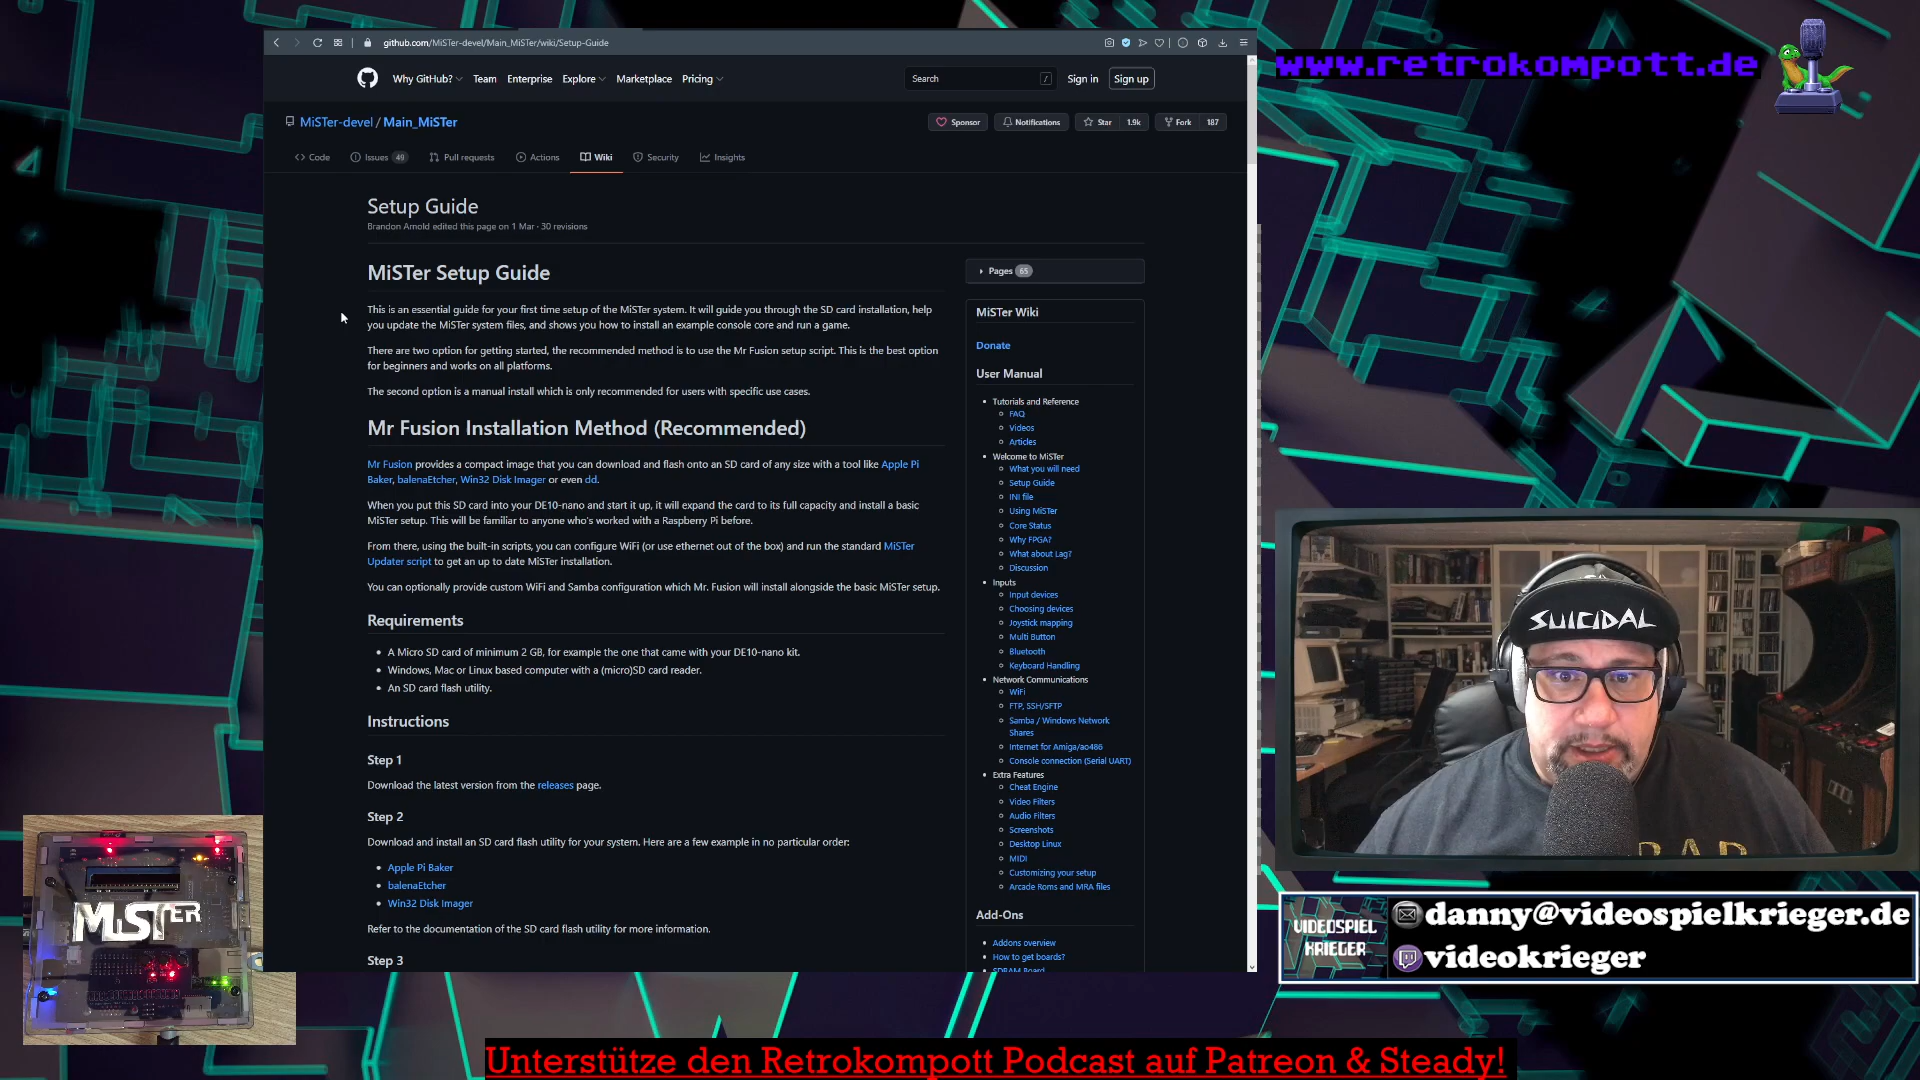 github.com/MiSTer-devel/Main_MiSTer/wiki/Setup-Guide
www.retrokompott.de
Why GitHub? Team Enterprise Explore Marketplace Pricing
Search /
Sign in Sign up
MiSTer-devel / Main_MiSTer
Sponsor Notifications Star 1.9k Fork 187
Code Issues 49 Pull requests Actions Wiki Security Insights
Setup Guide
Brandon Arnold edited this page on 1 Mar · 30 revisions
MiSTer Setup Guide
This is an essential guide for your first time setup of the MiSTer system. It will guide you through the SD card installation, help
you update the MiSTer system files, and shows you how to install an example console core and run a game.
There are two option for getting started, the recommended method is to use the Mr Fusion setup script. This is the best option
for beginners and works on all platforms.
The second option is a manual install which is only recommended for users with specific use cases.
Mr Fusion Installation Method (Recommended)
Mr Fusion provides a compact image that you can download and flash onto an SD card of any size with a tool like Apple Pi
Baker, balenaEtcher, Win32 Disk Imager or even dd.
When you put this SD card into your DE10-nano and start it up, it will expand the card to its full capacity and install a basic
MiSTer setup. This will be familiar to anyone who's worked with a Raspberry Pi before.
From there, using the built-in scripts, you can configure WiFi (or use ethernet out of the box) and run the standard MiSTer
Updater script to get an up to date MiSTer installation.
You can optionally provide custom WiFi and Samba configuration which Mr. Fusion will install alongside the basic MiSTer setup.
Requirements
• A Micro SD card of minimum 2 GB, for example the one that came with your DE10-nano kit.
• Windows, Mac or Linux based computer with a (micro)SD card reader.
• An SD card flash utility.
Instructions
Step 1
Download the latest version from the releases page.
Step 2
Download and install an SD card flash utility for your system. Here are a few example in no particular order:
• Apple Pi Baker
• balenaEtcher
• Win32 Disk Imager
Refer to the documentation of the SD card flash utility for more information.
Step 3
Pages 65
MiSTer Wiki
Donate
User Manual
Tutorials and Reference
FAQ
Videos
Articles
Welcome to MiSTer
What you will need
Setup Guide
INI file
Using MiSTer
Core Status
Why FPGA?
What about Lag?
Discussion
Inputs
Input devices
Choosing devices
Joystick mapping
Multi Button
Bluetooth
Keyboard Handling
Network Communications
WiFi
FTP, SSH/SFTP
Samba / Windows Network
Shares
Internet for Amiga/ao486
Console connection (Serial UART)
Extra Features
Cheat Engine
Video Filters
Audio Filters
Screenshots
Desktop Linux
MIDI
Customizing your setup
Arcade Roms and MRA files
Add-Ons
Addons overview
How to get boards?
SDRAM Board
SUICIDAL
MiSTER
VIDEOSPIEL
KRIEGER
danny@videospielkrieger.de
videokrieger
Unterstütze den Retrokompott Podcast auf Patreon & Steady!